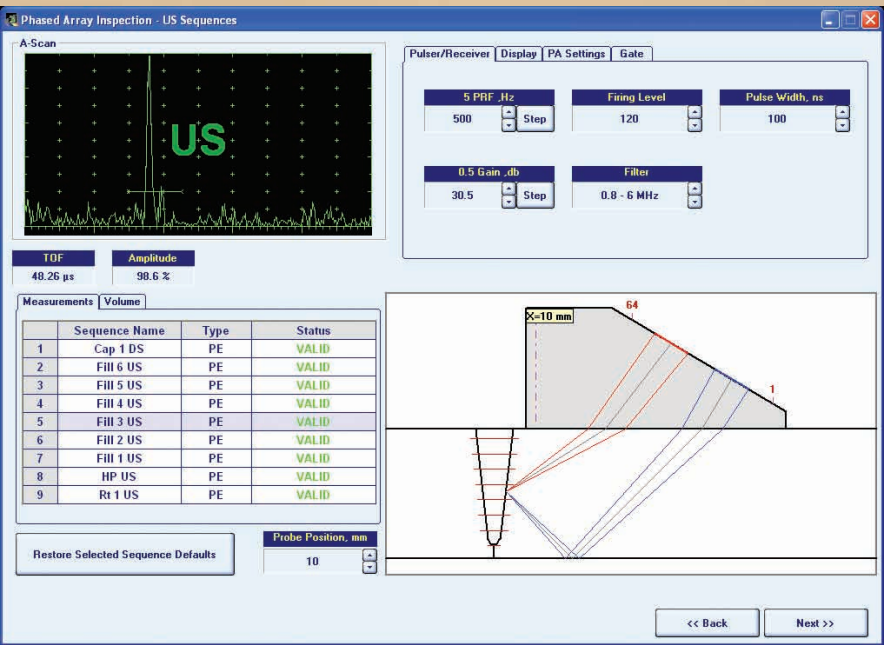 Phased Array Inspection - US Sequences
A-Scan
US
TOF
48.26 µs
Amplitude
98.6 %
Pulser/Receiver Display PA Settings Gate
5 PRF ,Hz
500
Step
Firing Level
120
Pulse Width, ns
100
0.5 Gain ,db
30.5
Step
Filter
0.8 - 6 MHz
Measurements Volume
Sequence Name Type Status
1 Cap 1 DS PE VALID
2 Fill 6 US PE VALID
3 Fill 5 US PE VALID
4 Fill 4 US PE VALID
5 Fill 3 US PE VALID
6 Fill 2 US PE VALID
7 Fill 1 US PE VALID
8 HP US PE VALID
9 Rt 1 US PE VALID
Restore Selected Sequence Defaults
Probe Position, mm
10
X=10 mm
64
1
<< Back
Next >>